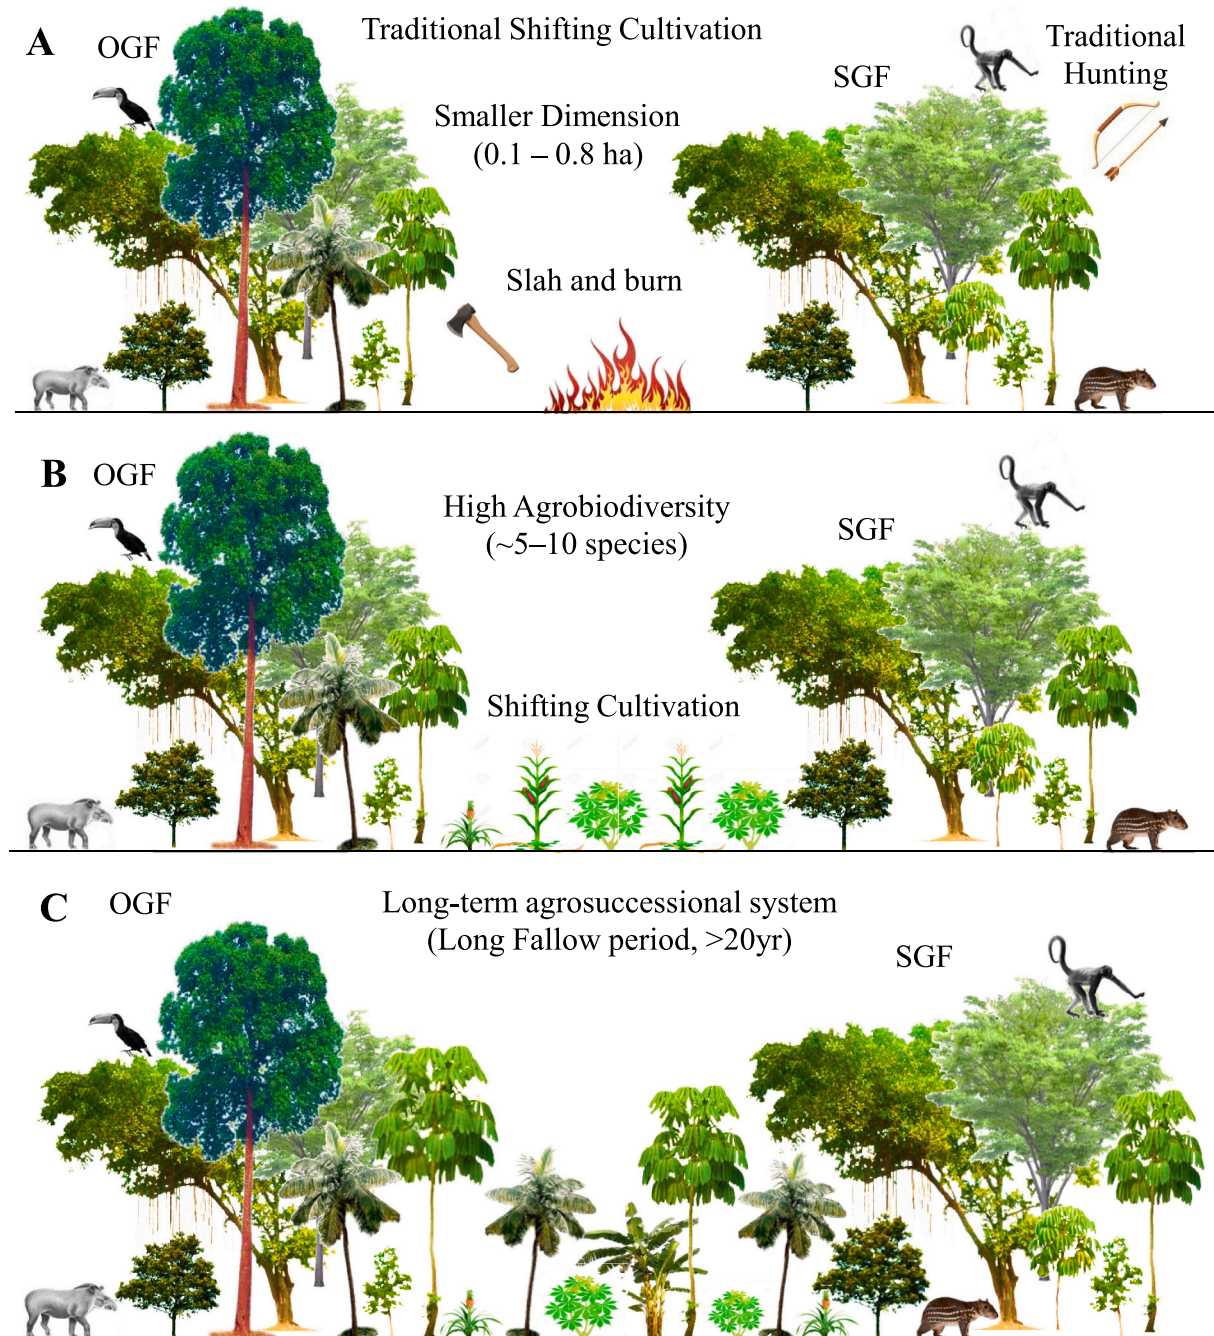 A
OGF
Traditional Shifting Cultivation
Traditional
Hunting
SGF
Smaller Dimension
(0.1 – 0.8 ha)
Slah and burn
B
OGF
High Agrobiodiversity
(~5–10 species)
SGF
Shifting Cultivation
C
OGF
Long-term agrosuccessional system
(Long Fallow period, >20yr)
SGF